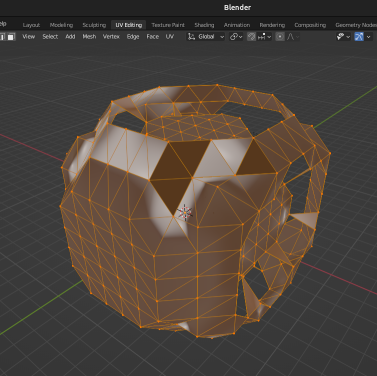 Blender
elp Layout Modeling Sculpting UV Editing Texture Paint Shading Animation Rendering Compositing Geometry Nodes
View Select Add Mesh Vertex Edge Face UV Global